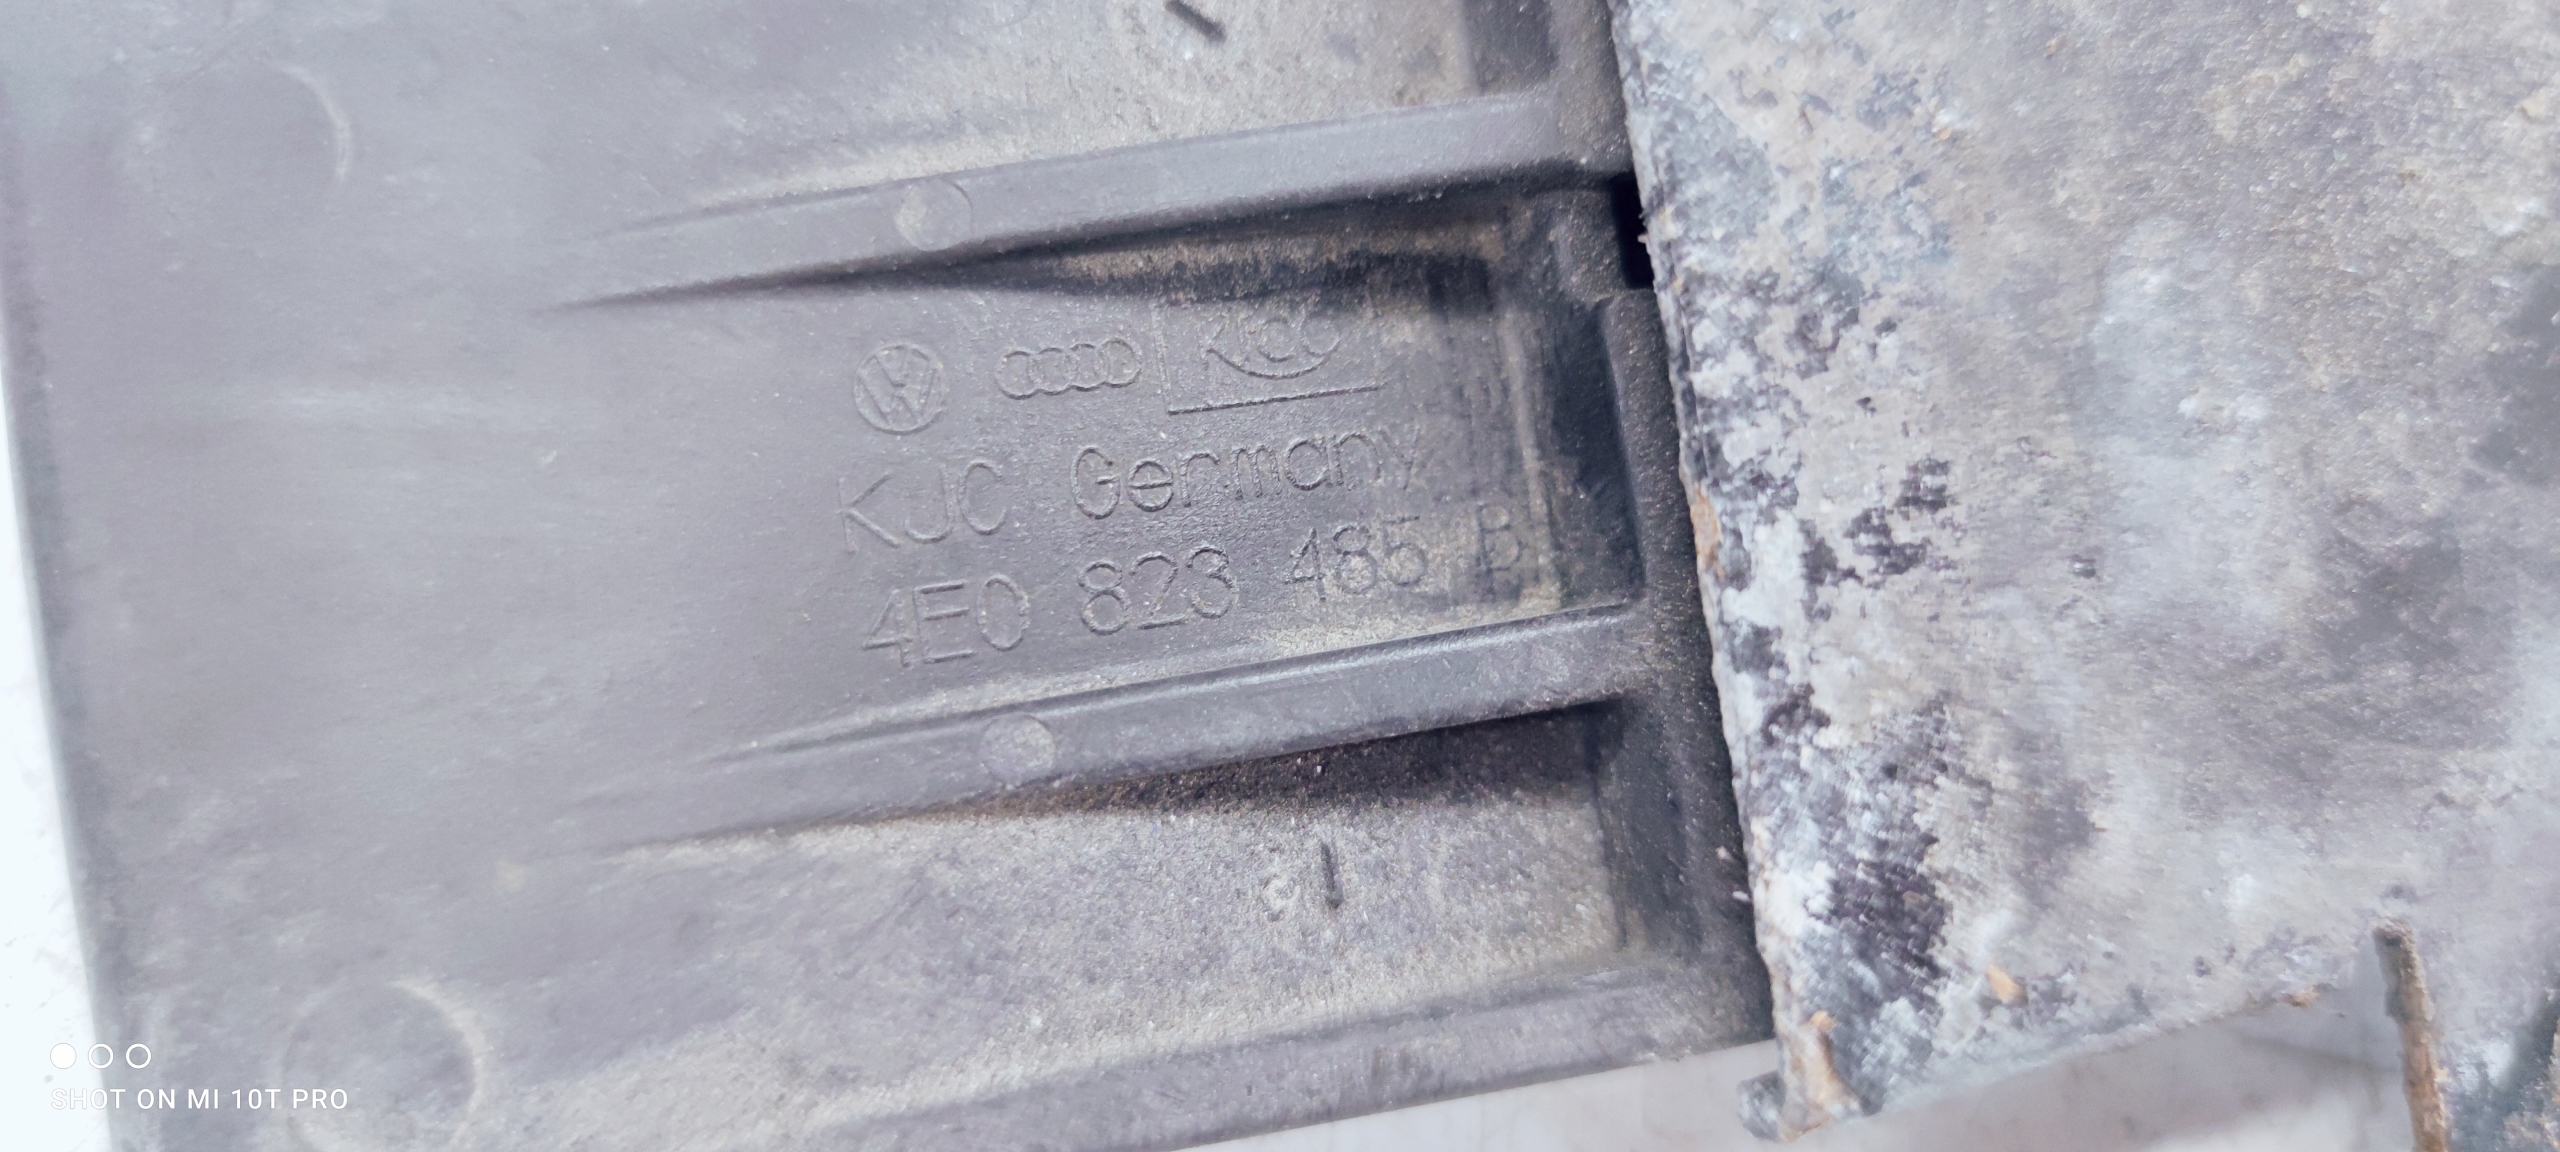 KJC Germany
4E0 823 485 B
SHOT ON MI 10T PRO